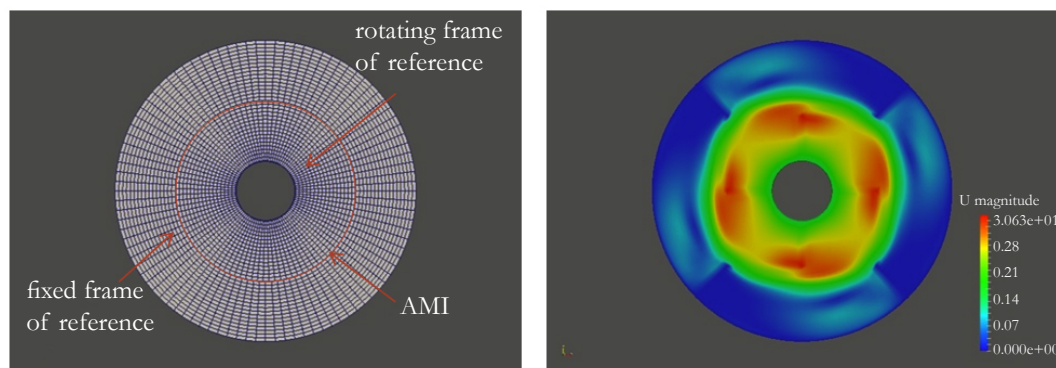 rotating frame
of reference
fixed frame
of reference
AMI
U magnitude
3.063e+01
0.28
0.21
0.14
0.07
0.000e+00